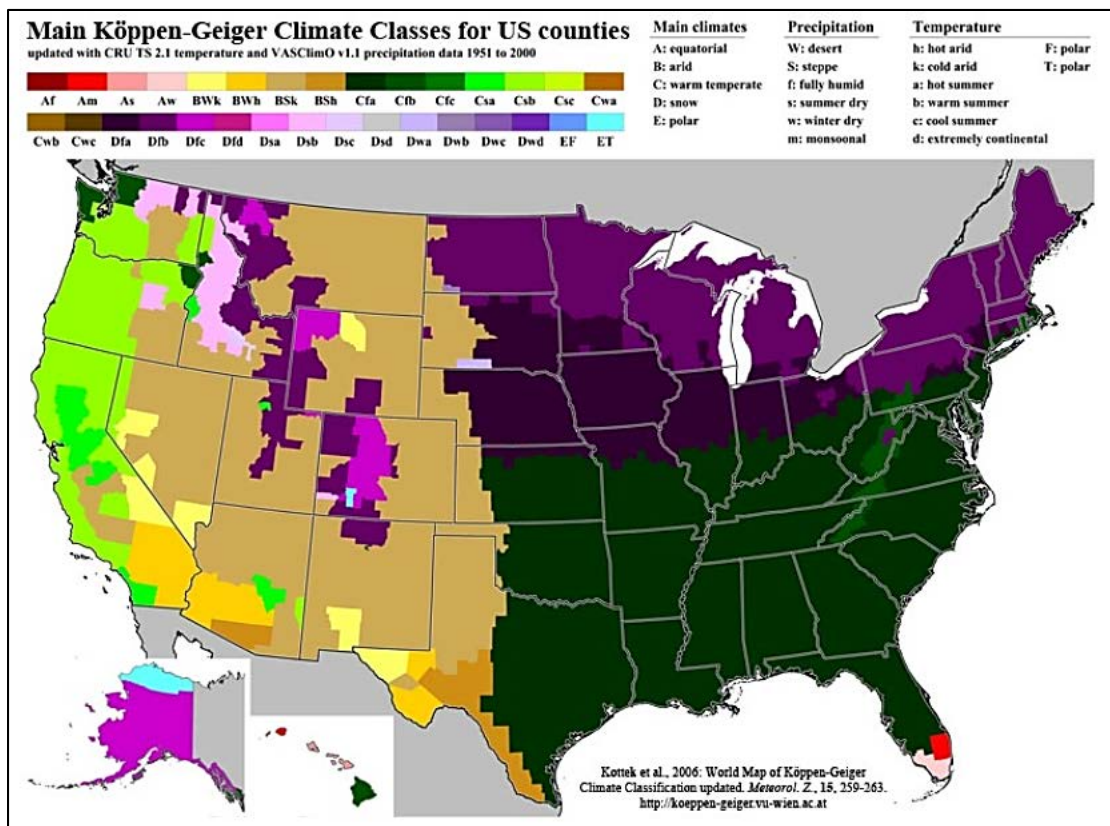 Main Köppen-Geiger Climate Classes for US counties
updated with CRU TS 2.1 temperature and VASClimO v1.1 precipitation data 1951 to 2000
Af Am As Aw BWk BWh BSk BSh Cfa Cfb Cfc Csa Csb Csc Cwa
Cwb Cwc Dfa Dfb Dfc Dfd Dsa Dsb Dsc Dsd Dwa Dwb Dwc Dwd EF ET
Main climates
A: equatorial
B: arid
C: warm temperate
D: snow
E: polar
Precipitation
W: desert
S: steppe
f: fully humid
s: summer dry
w: winter dry
m: monsoonal
Temperature
h: hot arid
k: cold arid
a: hot summer
b: warm summer
c: cool summer
d: extremely continental
F: polar
T: polar
Kottek et al., 2006: World Map of Köppen-Geiger
Climate Classification updated. Meteorol. Z., 15, 259-263.
http://koeppen-geiger.vu-wien.ac.at